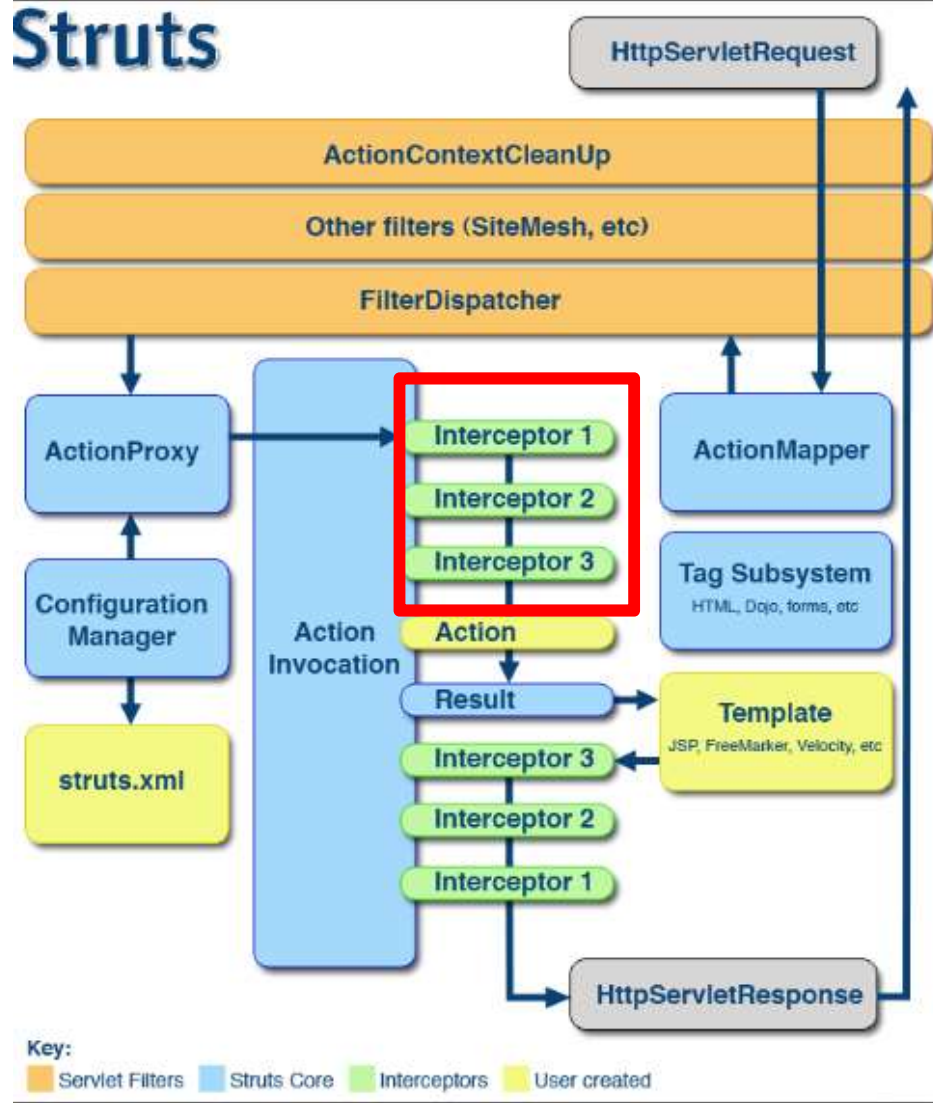 Struts
HttpServletRequest
ActionContextCleanUp
Other filters (SiteMesh, etc)
FilterDispatcher
ActionProxy
Interceptor 1
Interceptor 2
Interceptor 3
ActionMapper
Tag Subsystem
HTML, Dojo, forms, etc
Configuration
Manager
Action
Invocation
Action
Result
Template
JSP, FreeMarker, Velocity, etc
struts.xml
Interceptor 3
Interceptor 2
Interceptor 1
HttpServletResponse
Key:
Servlet Filters
Struts Core
Interceptors
User created